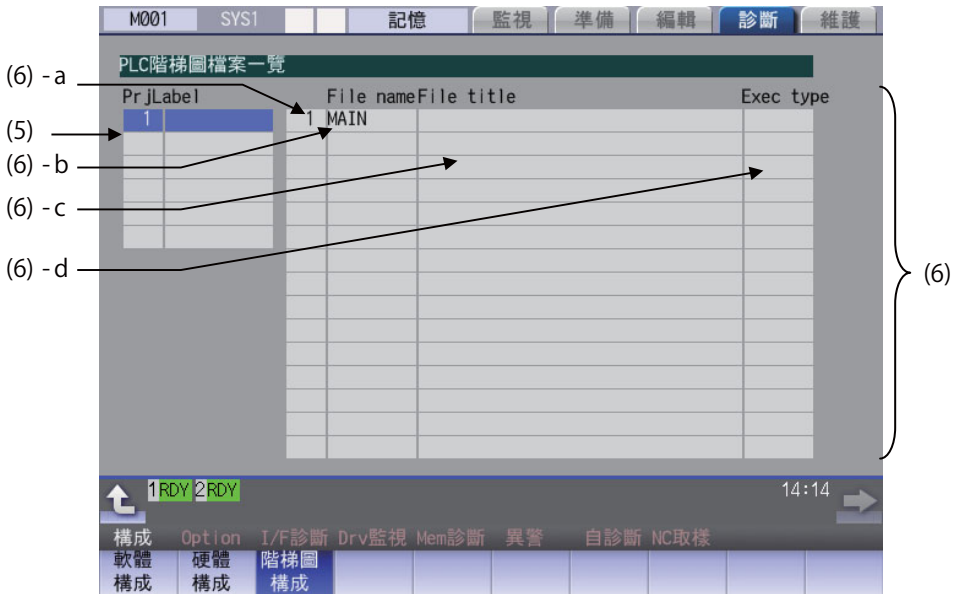 M001 SYS1 記憶 監視 準備 編輯 診斷 維護
PLC階梯圖檔案一覽
(6) -a
PrjLabel File nameFile title Exec type
1 1 MAIN
(5)
(6) -b
(6) -c
(6) -d
(6)
1RDY 2RDY 14:14
構成 Option I/F診斷 Drv監視 Mem診斷 異警 自診斷 NC取樣
軟體 硬體 階梯圖
構成 構成 構成